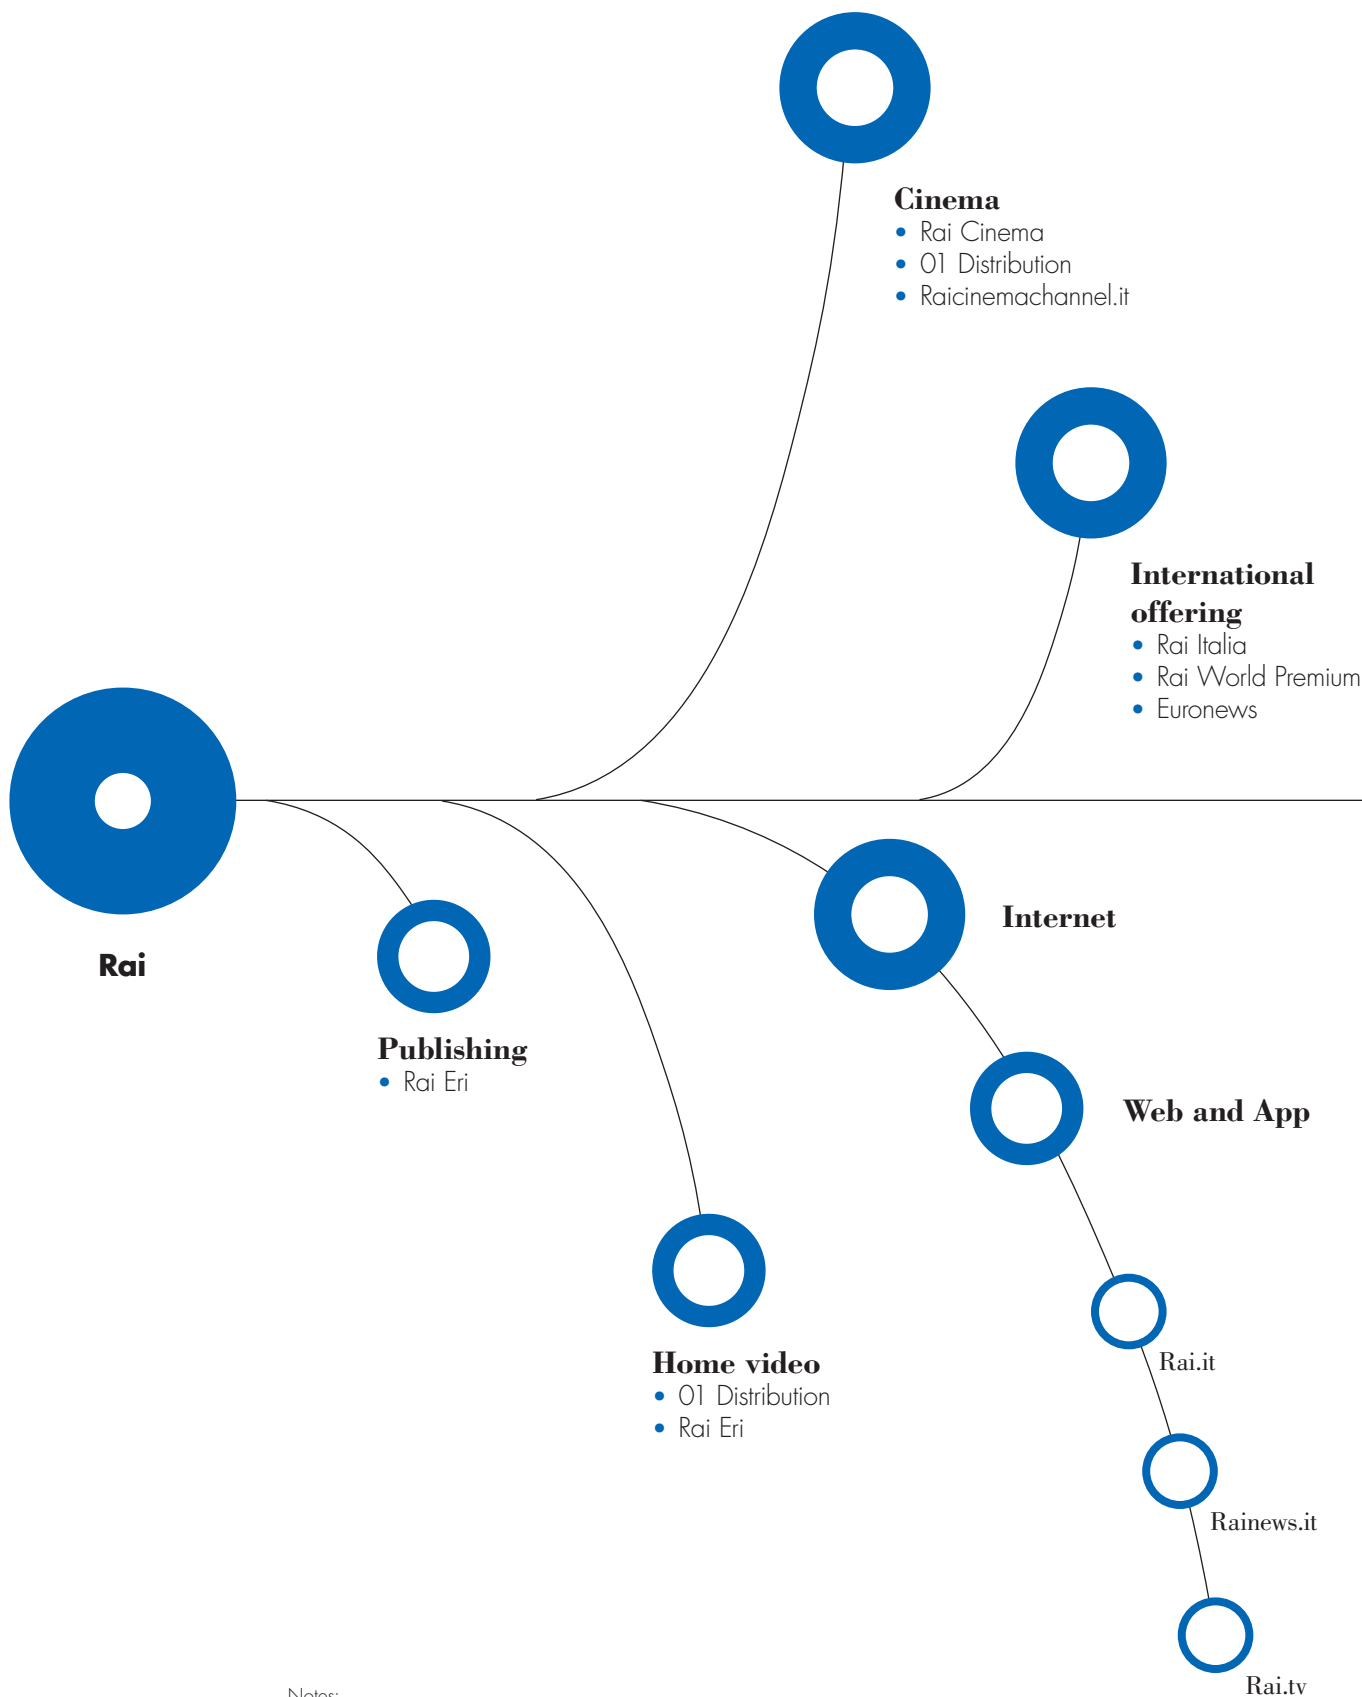 Cinema
• Rai Cinema
• 01 Distribution
• Raicinemachannel.it
International
offering
• Rai Italia
• Rai World Premium
• Euronews
Rai
Internet
Publishing
• Rai Eri
Web and App
Home video
• 01 Distribution
• Rai Eri
Rai.it
Rainews.it
Rai.tv
Notes: